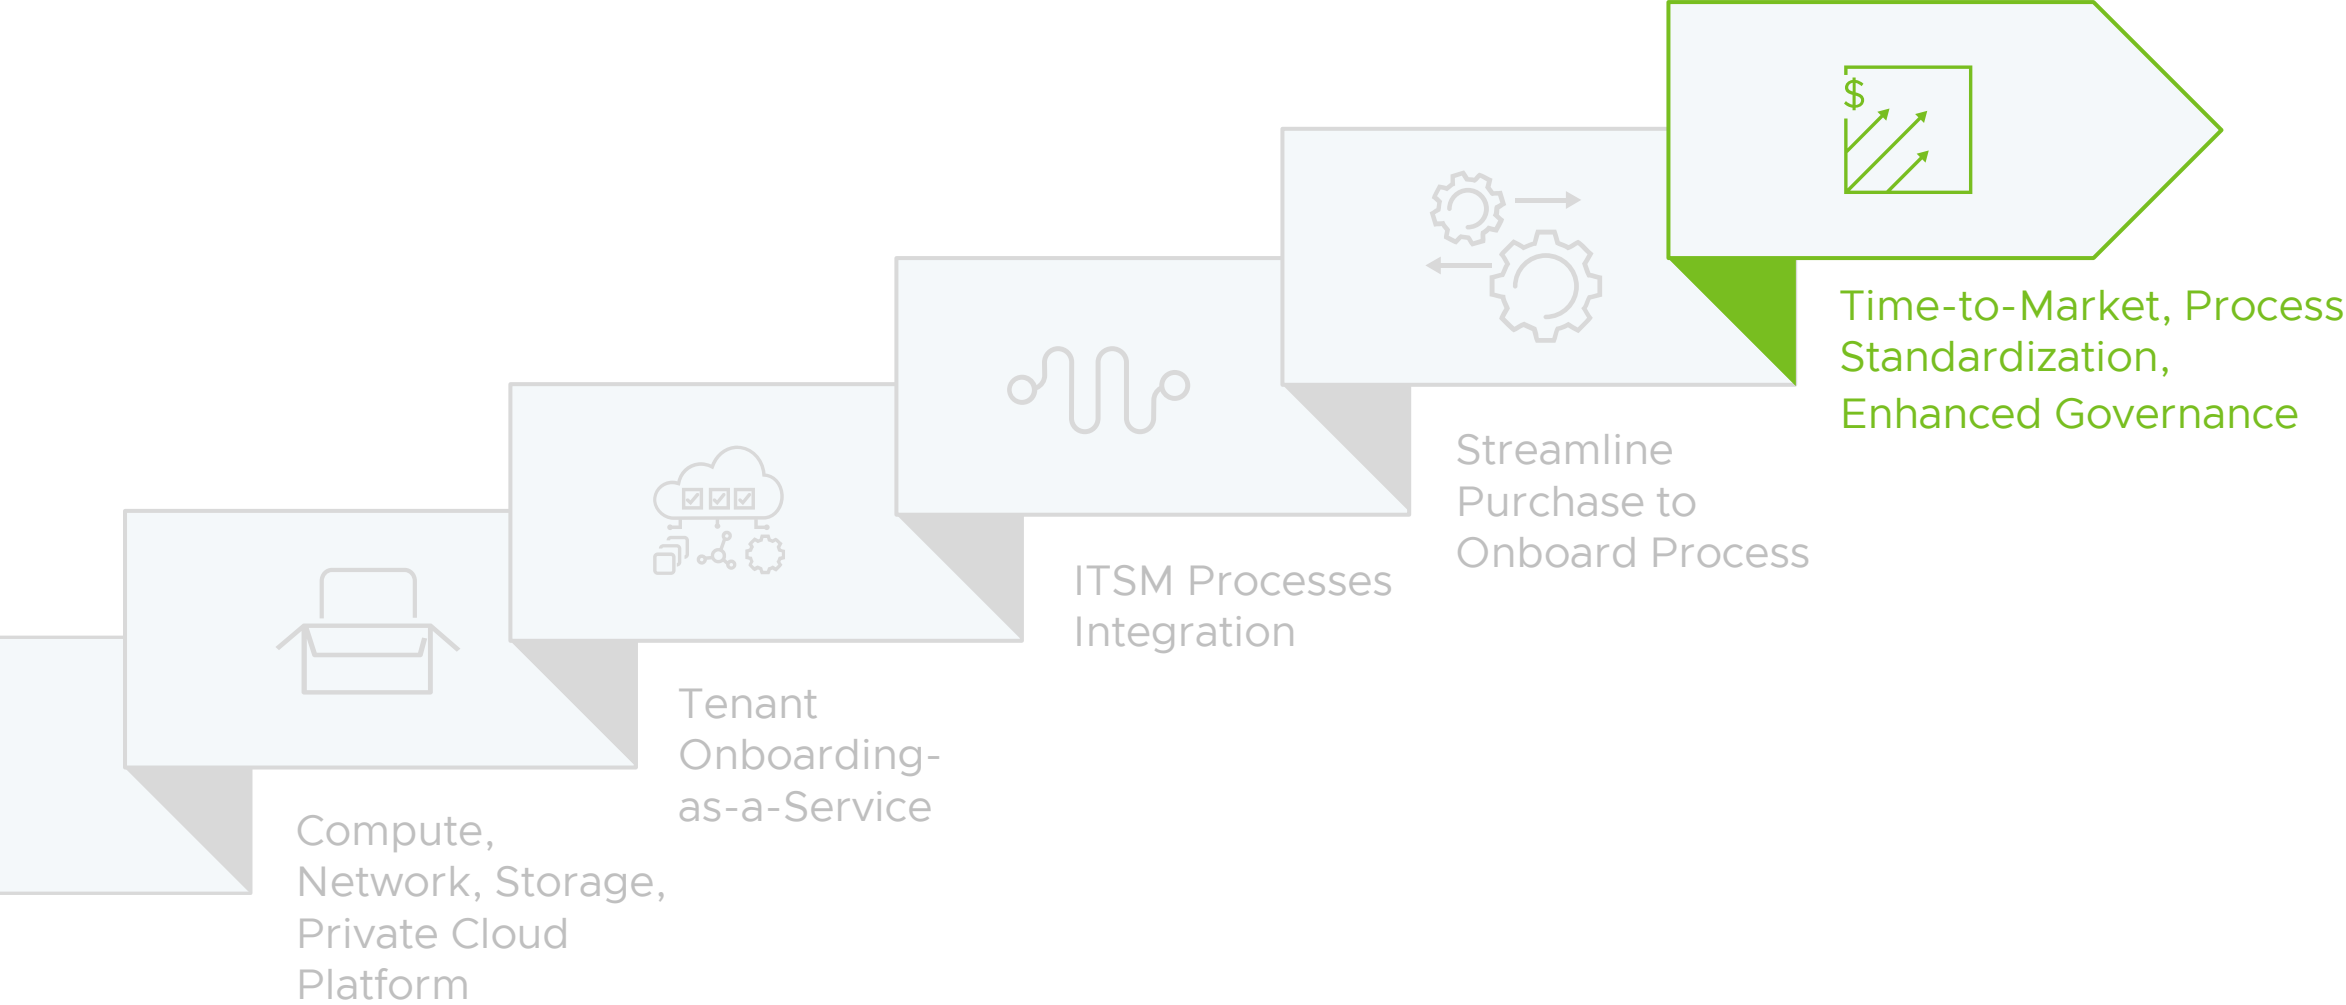 $
Time-to-Market, Process
Standardization,
Enhanced Governance
Streamline
Purchase to
Onboard Process
ITSM Processes
Integration
Tenant
Onboarding-
as-a-Service
Compute,
Network, Storage,
Private Cloud
Platform